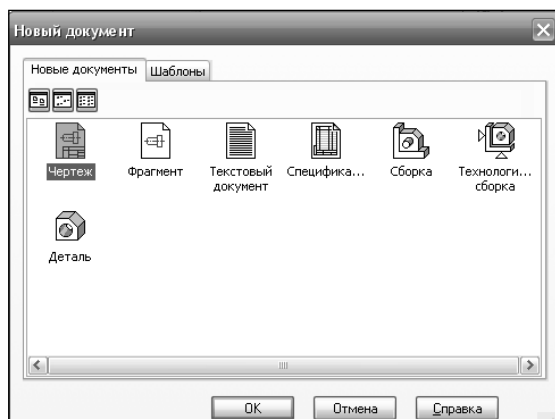 Новый документ
Новые документы Шаблоны
Чертеж Фрагмент Текстовый документ Специфика... Сборка Технологи... сборка
Деталь
OK Отмена Справка